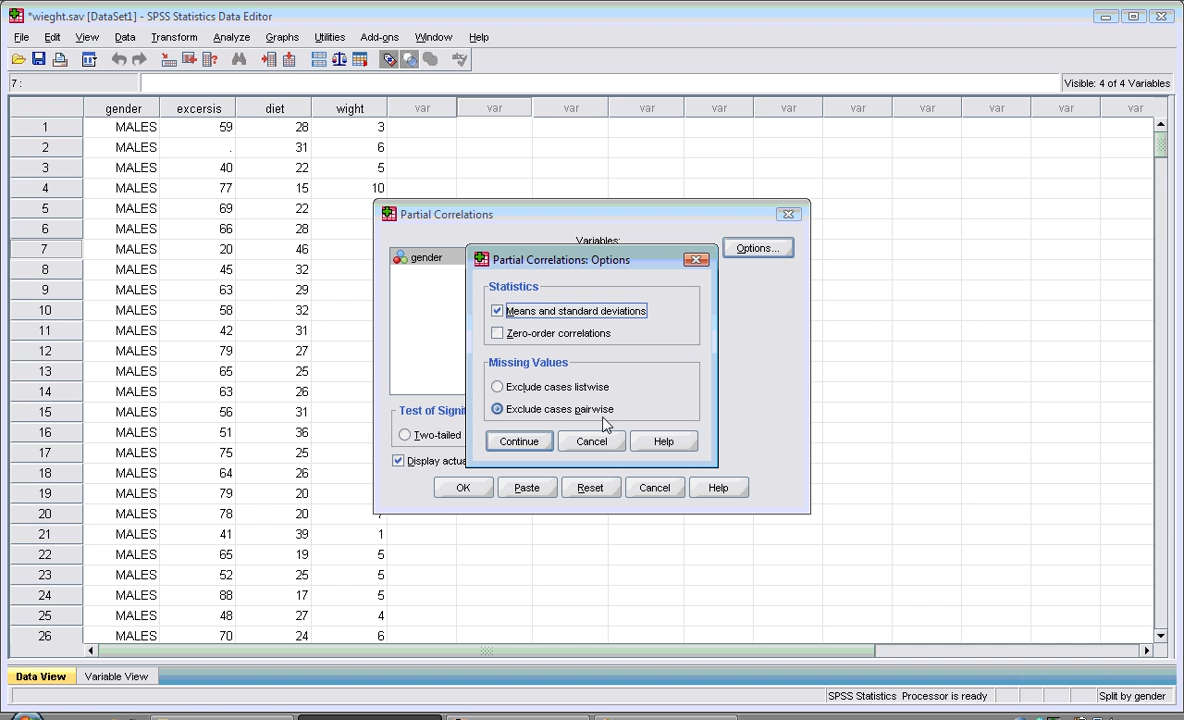 *wieght.sav [DataSet1] - SPSS Statistics Data Editor
File Edit View Data Transform Analyze Graphs Utilities Add-ons Window Help
7 :
Visible: 4 of 4 Variables
gender excersis diet wight var var var var var var var var var var
1 MALES 59 28 3
2 MALES . 31 6
3 MALES 40 22 5
4 MALES 77 15 10
5 MALES 69 22
6 MALES 66 28
7 MALES 20 46
8 MALES 45 32
9 MALES 63 29
10 MALES 58 32
11 MALES 42 31
12 MALES 79 27
13 MALES 65 25
14 MALES 63 26
15 MALES 56 31
16 MALES 51 36
17 MALES 75 25
18 MALES 64 26
19 MALES 79 20
20 MALES 78 20
21 MALES 41 39 1
22 MALES 65 19 5
23 MALES 52 25 5
24 MALES 88 17 5
25 MALES 48 27 4
26 MALES 70 24 6
Partial Correlations
Variables:
gender
Options...
Test of Signif
Two-tailed
Display actua
OK Paste Reset Cancel Help
Partial Correlations: Options
Statistics
Means and standard deviations
Zero-order correlations
Missing Values
Exclude cases listwise
Exclude cases pairwise
Continue Cancel Help
Data View Variable View
SPSS Statistics Processor is ready
Split by gender